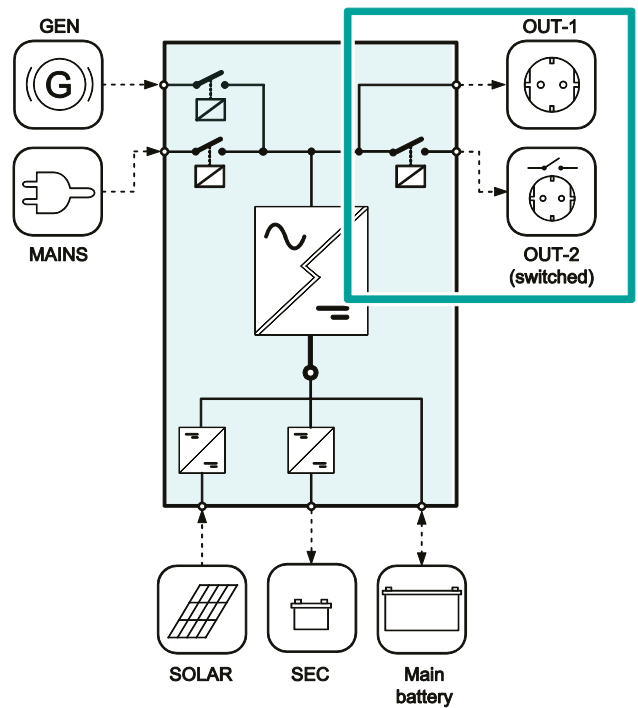 GEN
OUT-1
G
MAINS
OUT-2
(switched)
SOLAR
SEC
Main
battery